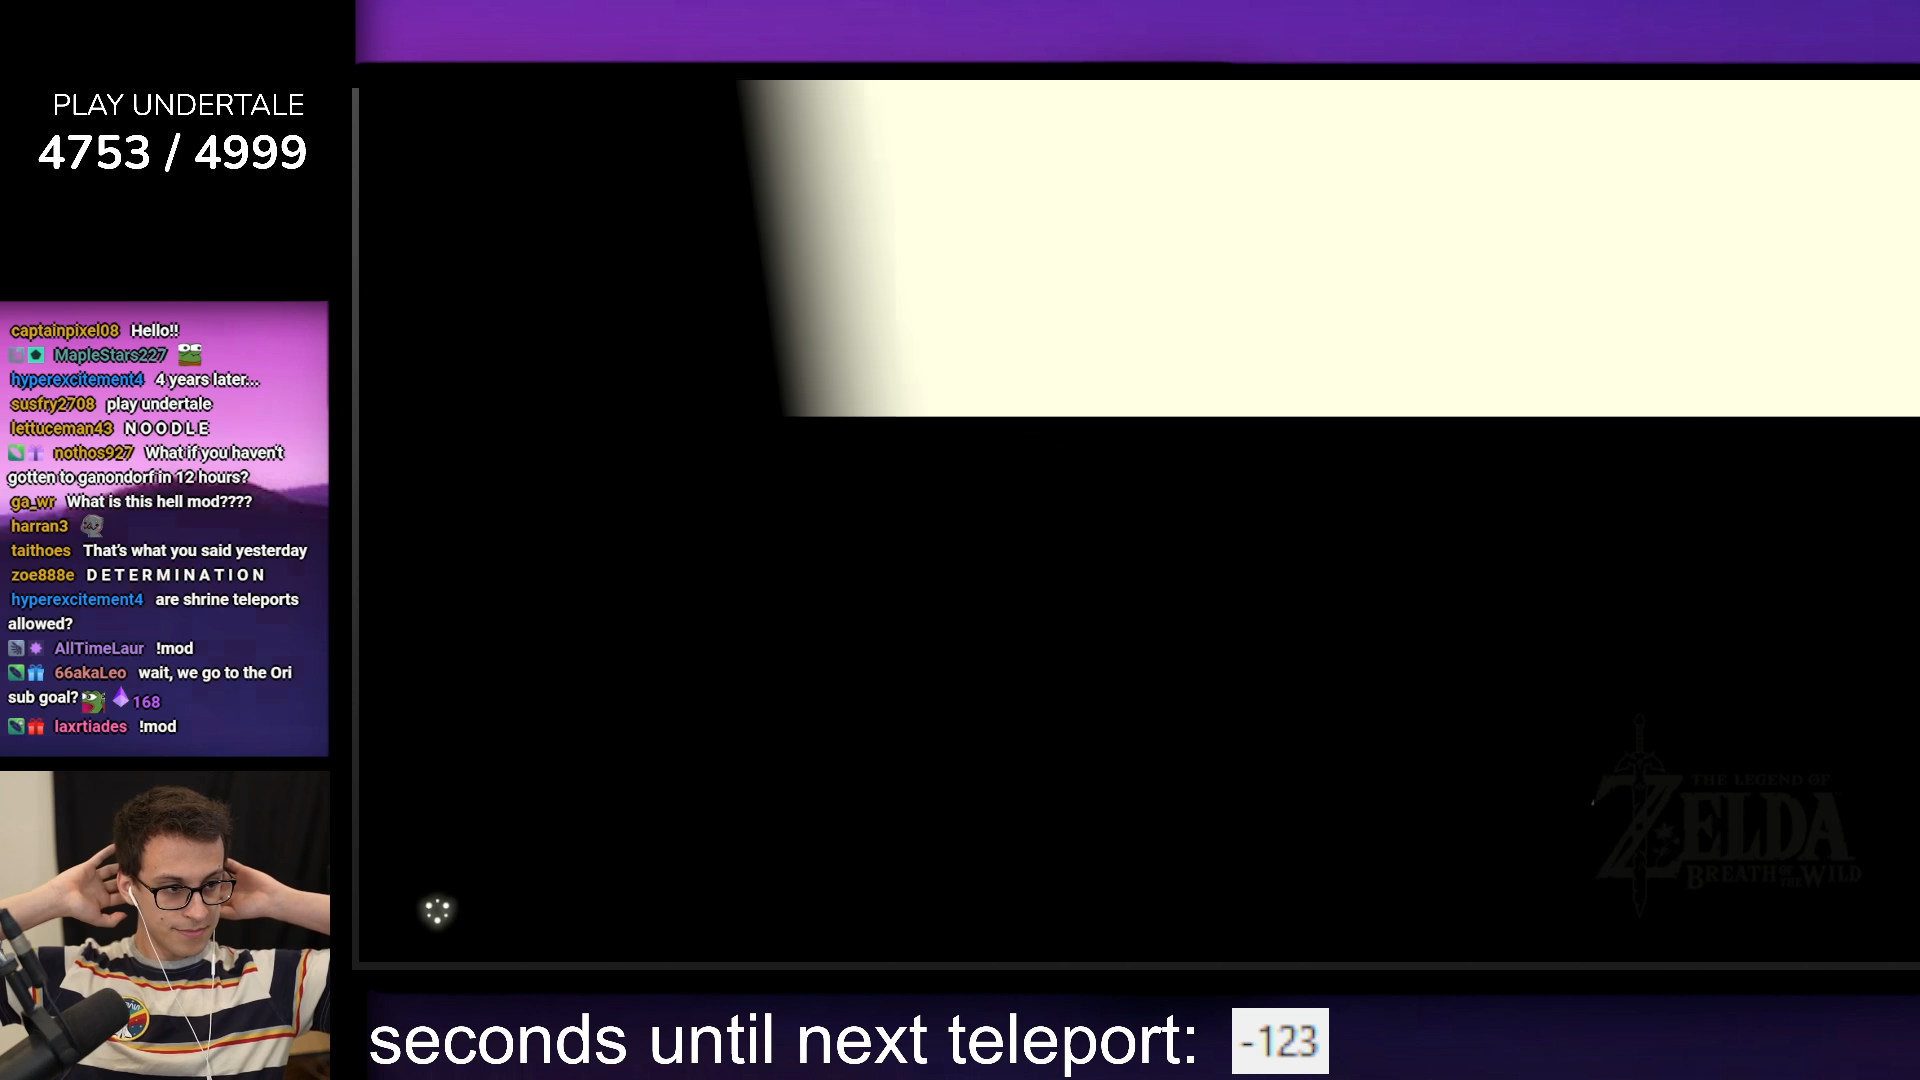 PLAY UNDERTALE
4753 / 4999
captainpixel08 Hello!!
MapleStars227
hyperexcitement4 4 years later...
susfry2708 play undertale
lettuceman43 N O O D L E
nothos927 What if you haven't
gotten to ganondorf in 12 hours?
ga_wr What is this hell mod????
harran3
taithoes That's what you said yesterday
zoe888e D E T E R M I N A T I O N
hyperexcitement4 are shrine teleports
allowed?
AllTimeLaur !mod
66akaLeo wait, we go to the Ori
sub goal? 168
laxrtiades !mod
THE LEGEND OF
ZELDA
BREATH OF THE WILD
seconds until next teleport: -123